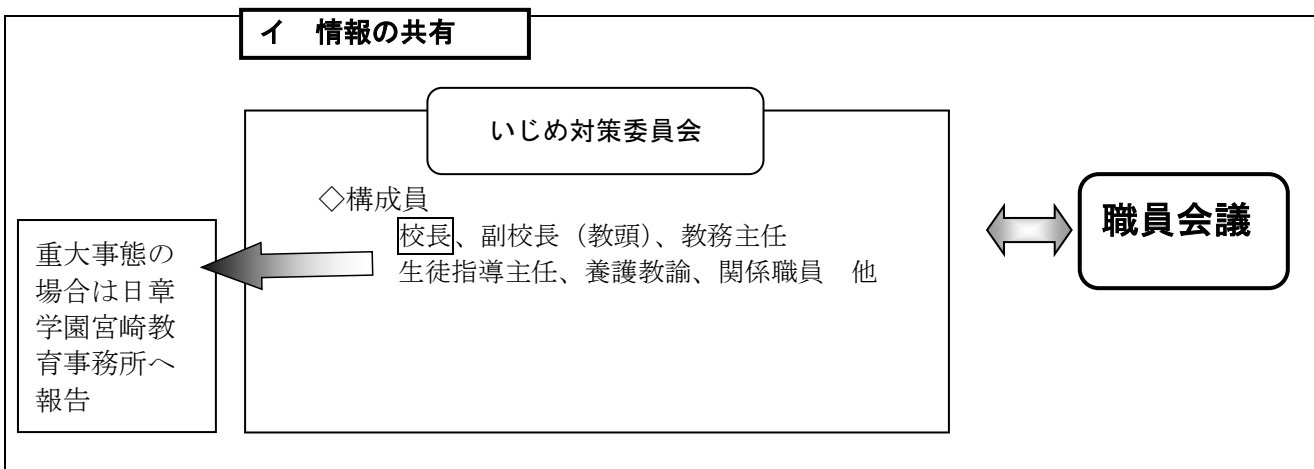 イ　情報の共有
いじめ対策委員会
◇構成員
校長、副校長（教頭）、教務主任
生徒指導主任、養護教諭、関係職員　他
重大事態の
場合は日章
学園宮崎教
育事務所へ
報告
職員会議